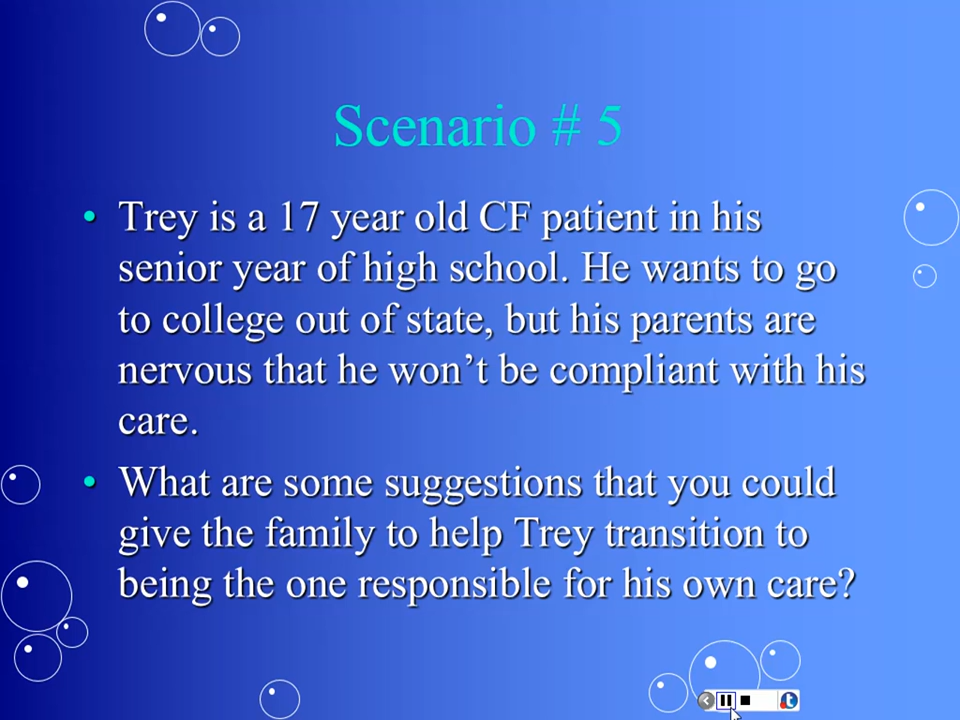 Scenario # 5
• Trey is a 17 year old CF patient in his
senior year of high school. He wants to go
to college out of state, but his parents are
nervous that he won’t be compliant with his
care.
• What are some suggestions that you could
give the family to help Trey transition to
being the one responsible for his own care?